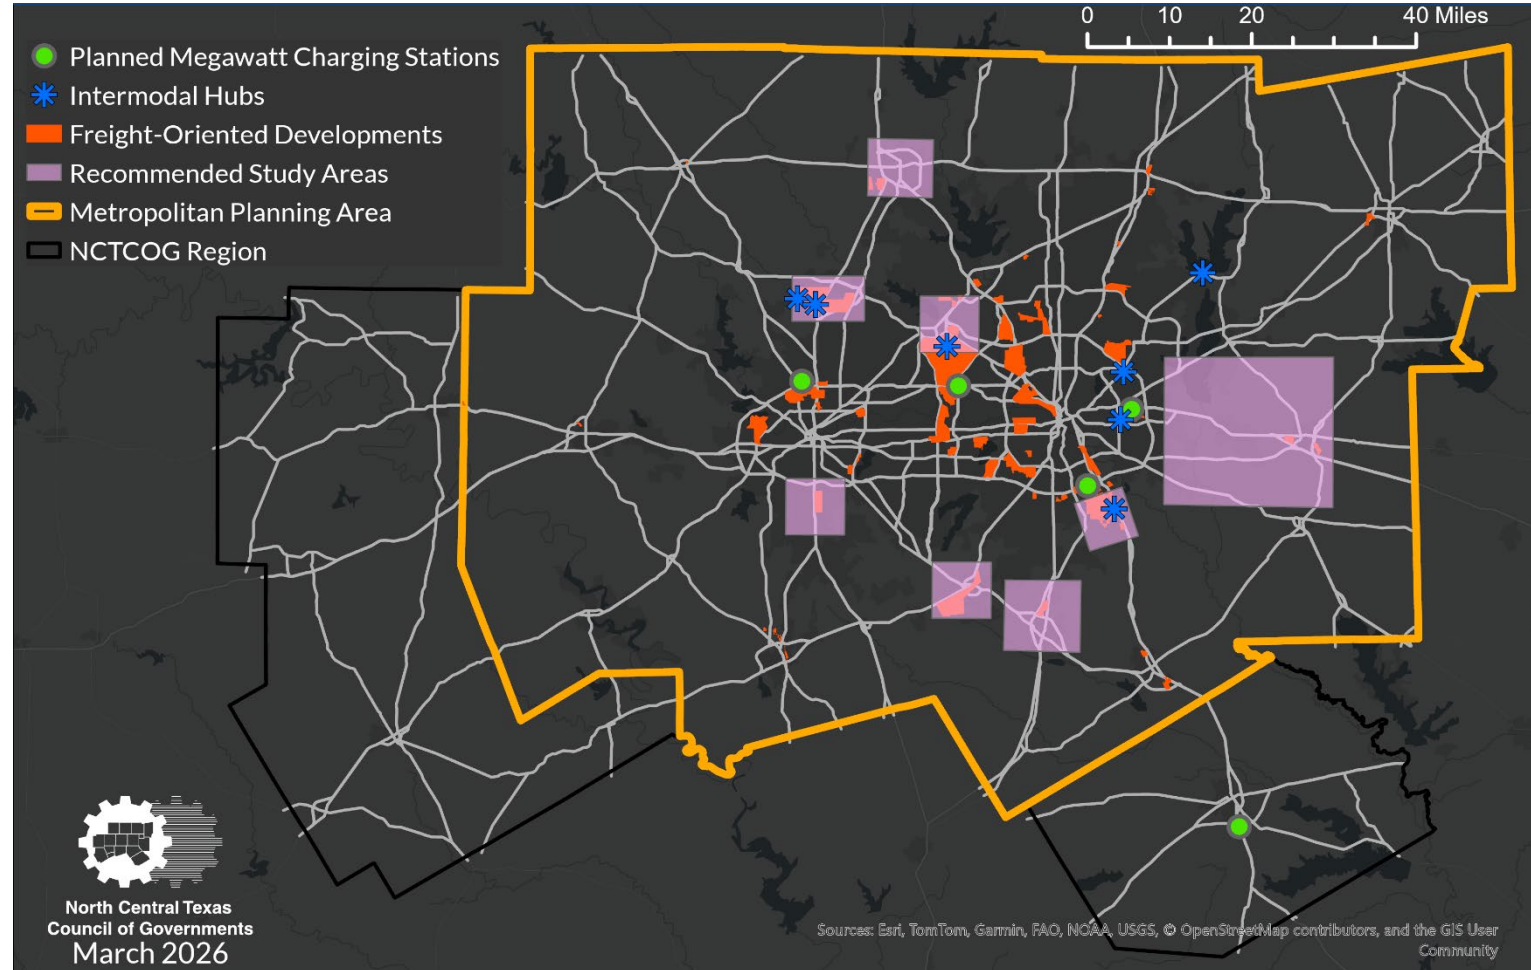 0 10 20 40 Miles
Planned Megawatt Charging Stations
Intermodal Hubs
Freight-Oriented Developments
Recommended Study Areas
Metropolitan Planning Area
NCTCOG Region
North Central Texas
Council of Governments
March 2026
Sources: Esri, TomTom, Garmin, FAO, NOAA, USGS, © OpenStreetMap contributors, and the GIS User
Community